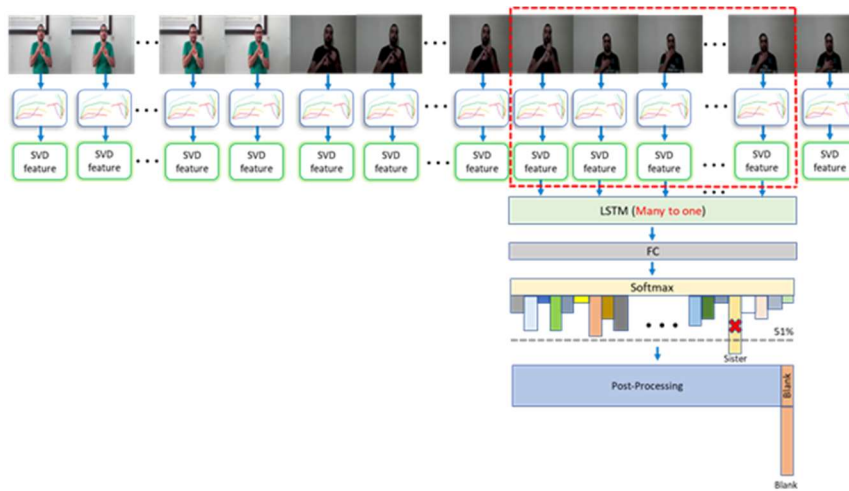 SVD feature
SVD feature
SVD feature
SVD feature
SVD feature
SVD feature
SVD feature
SVD feature
SVD feature
SVD feature
SVD feature
SVD feature
LSTM (Many to one)
FC
Softmax
51%
Sister
Post-Processing
Blank
Blank